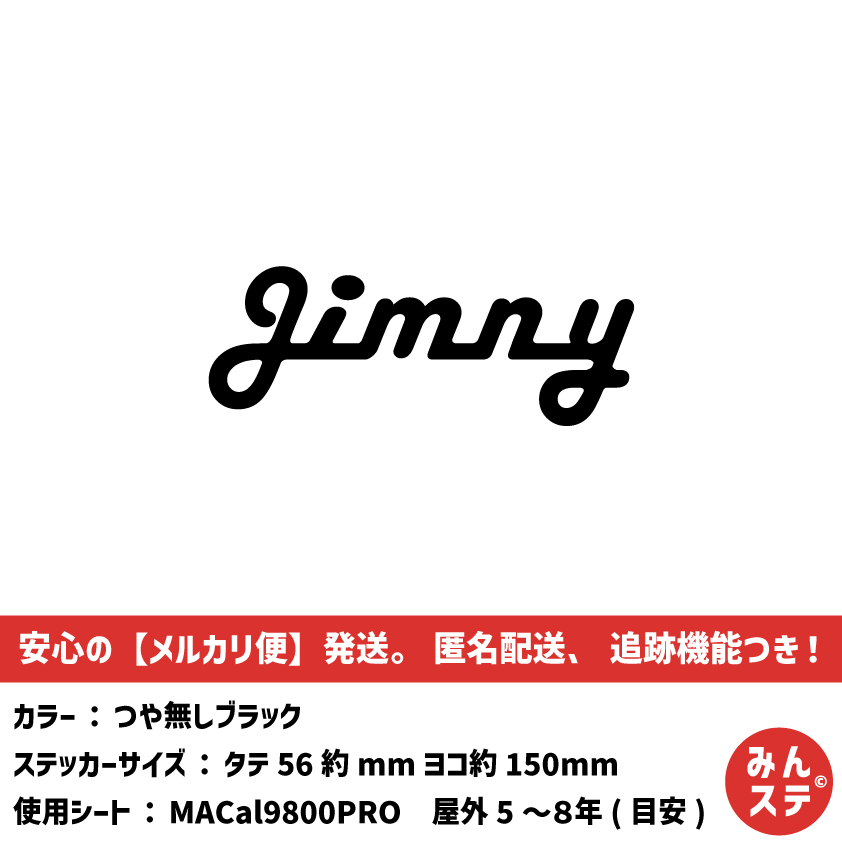 Jimny
安心の【メルカリ便】発送。 匿名配送、 追跡機能つき！
カラー ： つや無しブラック
ステッカーサイズ ： タテ 56 約 mm ヨコ約 150mm
使用シート ： MACal9800PRO　屋外 5 〜8年 ( 目安 )
みん
ステ
©